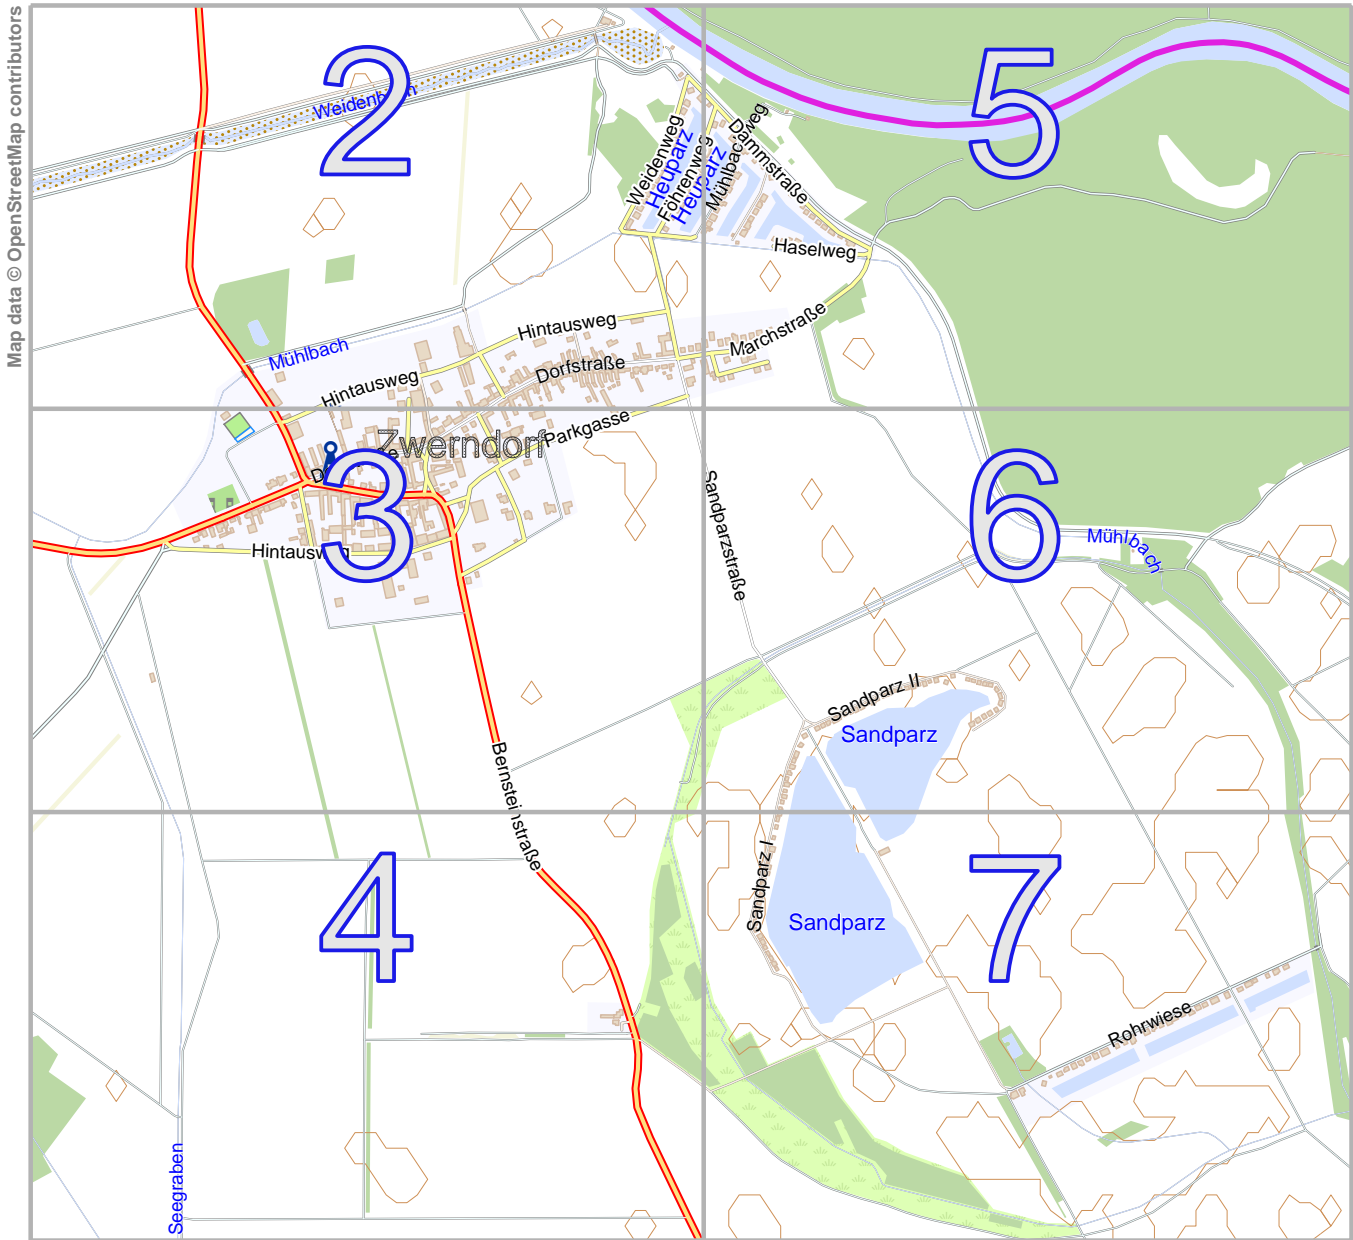 Map data © OpenStreetMap contributors
2
5
Weidenbach
Weidenweg
Heuparz
Föhrenweg
Heuparz
Mühlbachweg
Dammstraße
Haselweg
Marchstraße
Hintausweg
Mühlbach
Dorfstraße
Hintausweg
Parkgasse
Zwerndorf
3
6
Hintausweg
Sandparzstraße
Mühlbach
Sandparz II
Sandparz
Bernsteinstraße
Sandparz I
4
7
Sandparz
Rohrwiese
Seegraben